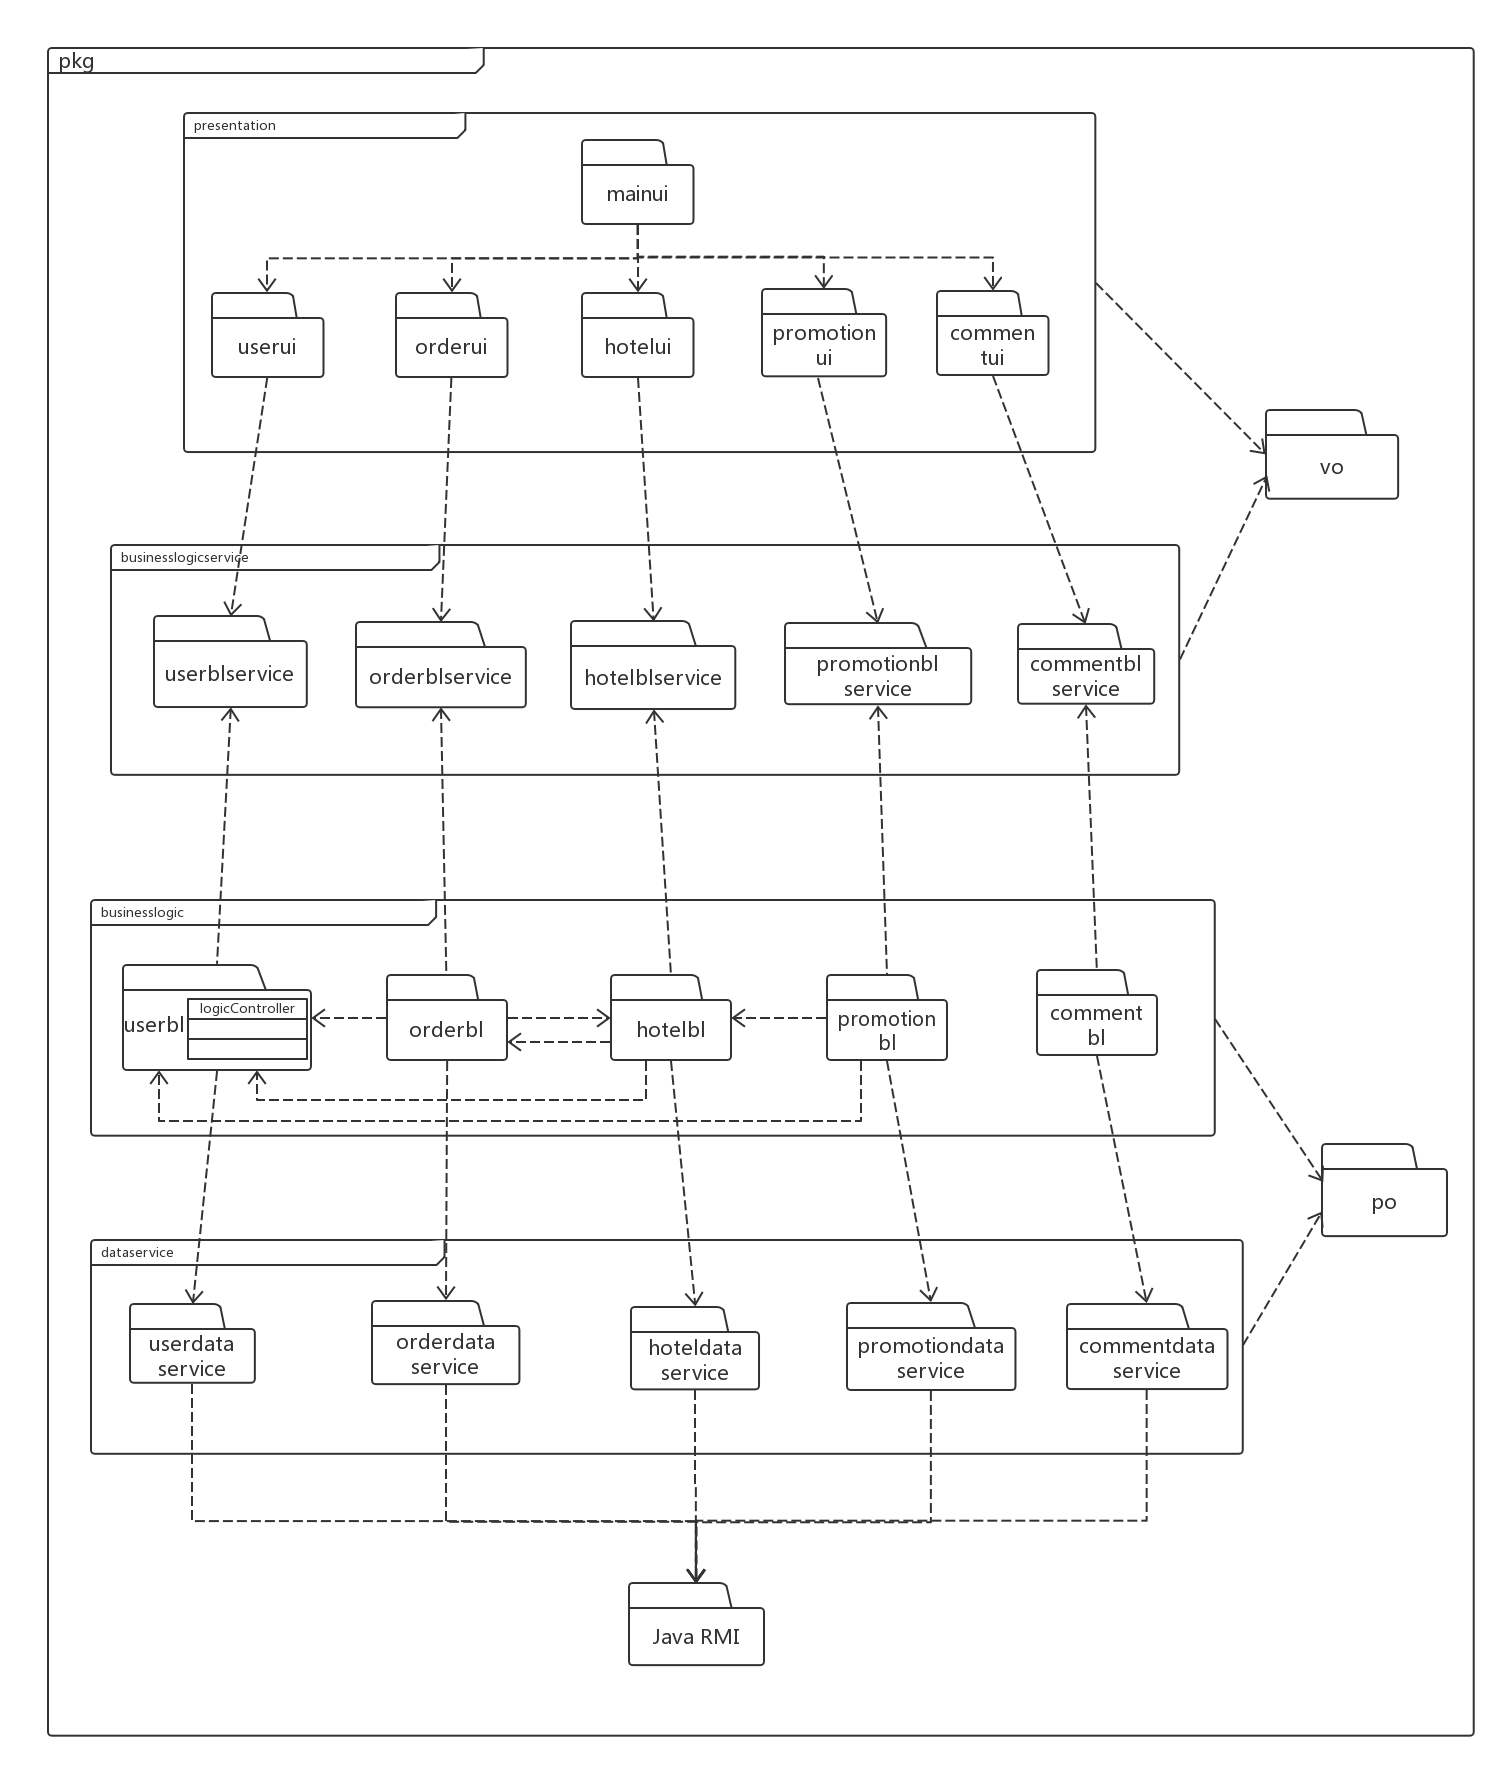 pkg
presentation
mainui
userui
orderui
hotelui
promotion
ui
commen
tui
vo
businesslogicservice
userblservice
orderblservice
hotelblservice
promotionbl
service
commentbl
service
businesslogic
userbl
logicController
orderbl
hotelbl
promotion
bl
comment
bl
po
dataservice
userdata
service
orderdata
service
hoteldata
service
promotiondata
service
commentdata
service
Java RMI